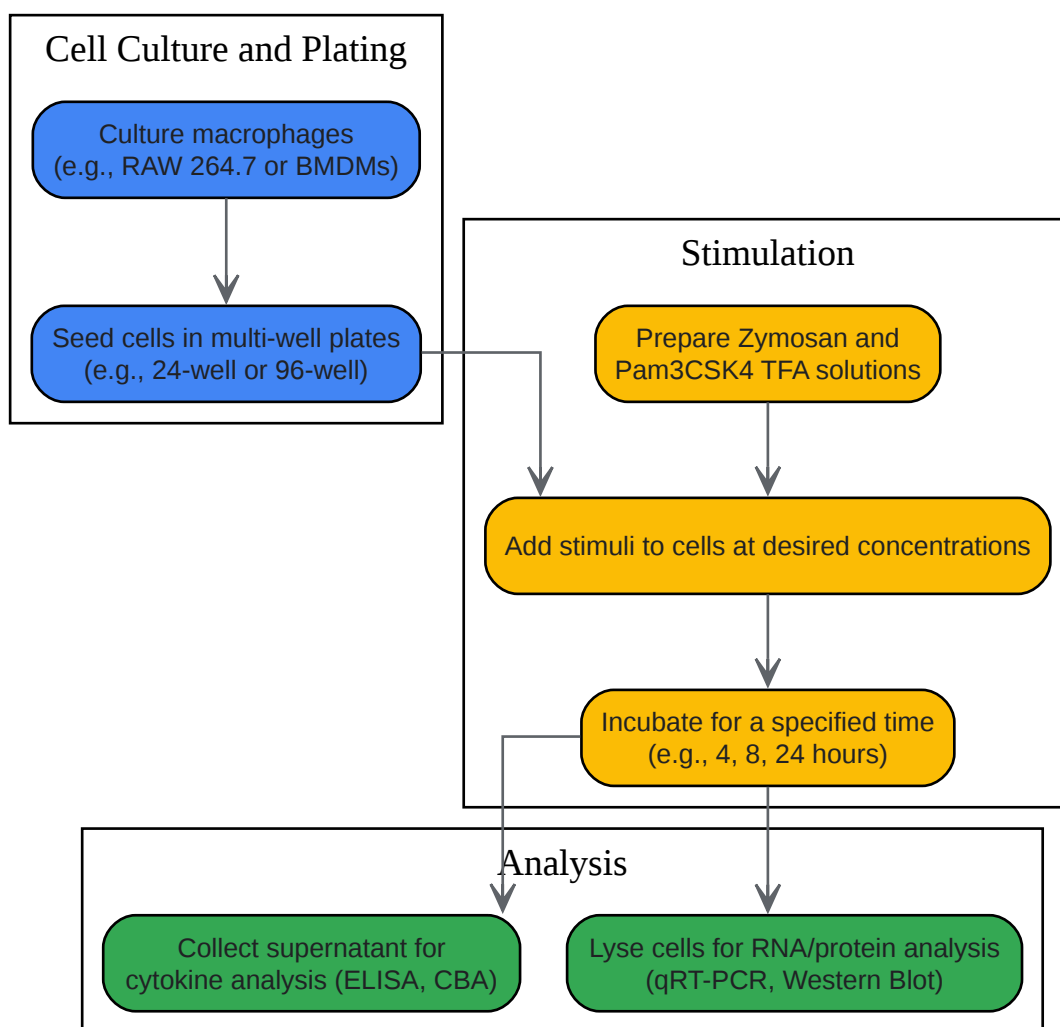 Cell Culture and Plating
Culture macrophages
(e.g., RAW 264.7 or BMDMs)
Seed cells in multi-well plates
(e.g., 24-well or 96-well)
Stimulation
Prepare Zymosan and
Pam3CSK4 TFA solutions
Add stimuli to cells at desired concentrations
Incubate for a specified time
(e.g., 4, 8, 24 hours)
Analysis
Collect supernatant for
cytokine analysis (ELISA, CBA)
Lyse cells for RNA/protein analysis
(qRT-PCR, Western Blot)